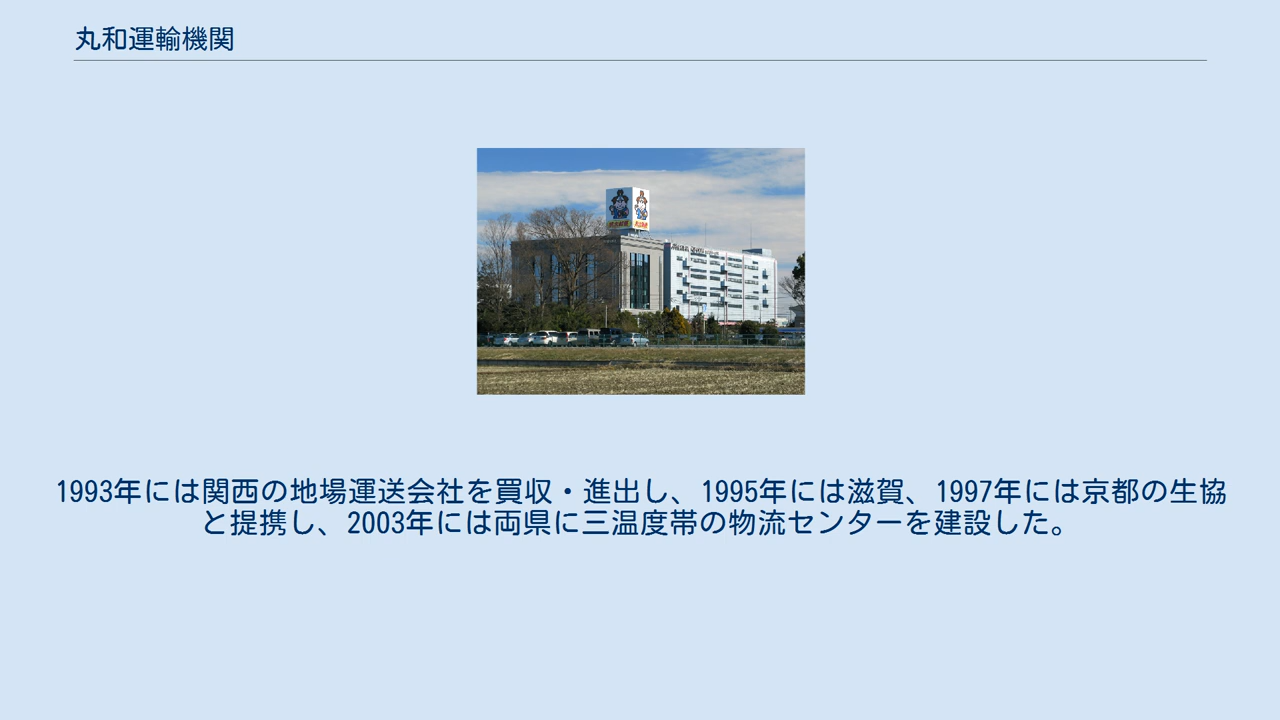 丸和運輸機関
1993年には関西の地場運送会社を買収・進出し、1995年には滋賀、1997年には京都の生協
と提携し、2003年には両県に三温度帯の物流センターを建設した。